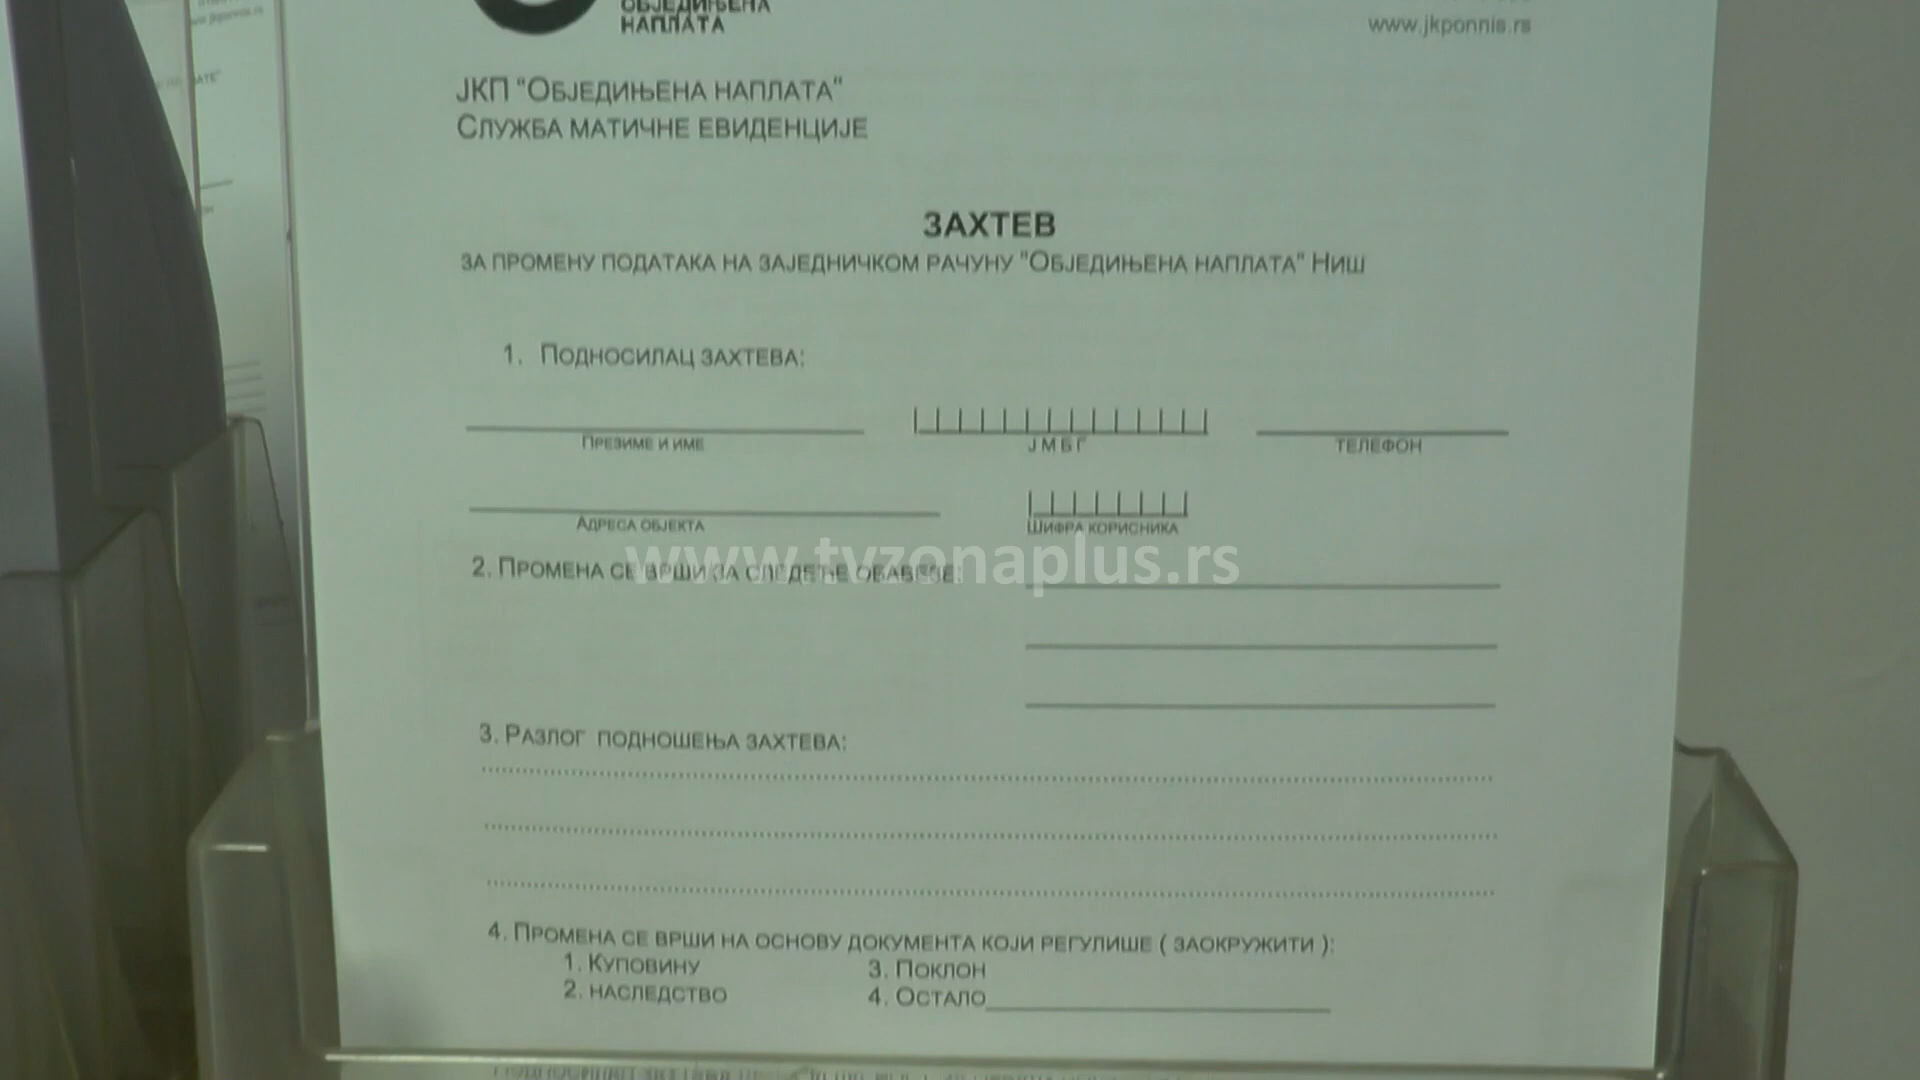 ОБЈЕДИЊЕНА
НАПЛАТА
www.jkponnis.rs
ЈКП "ОБЈЕДИЊЕНА НАПЛАТА"
СЛУЖБА МАТИЧНЕ ЕВИДЕНЦИЈЕ
ЗАХТЕВ
ЗА ПРОМЕНУ ПОДАТАКА НА ЗАЈЕДНИЧКОМ РАЧУНУ "ОБЈЕДИЊЕНА НАПЛАТА" НИШ
1. ПОДНОСИЛАЦ ЗАХТЕВА:
ПРЕЗИМЕ И ИМЕ
Ј М Б Г
ТЕЛЕФОН
АДРЕСА ОБЈЕКТА
ШИФРА КОРИСНИКА
www.tvzonaplus.rs
2. ПРОМЕНА СЕ ВРШИ ЗА СЛЕДЕЋЕ ОБАВЕЗЕ:
3. РАЗЛОГ ПОДНОШЕЊА ЗАХТЕВА:
4. ПРОМЕНА СЕ ВРШИ НА ОСНОВУ ДОКУМЕНТА КОЈИ РЕГУЛИШЕ ( ЗАОКРУЖИТИ ):
1. КУПОВИНУ
3. ПОКЛОН
2. НАСЛЕДСТВО
4. ОСТАЛО